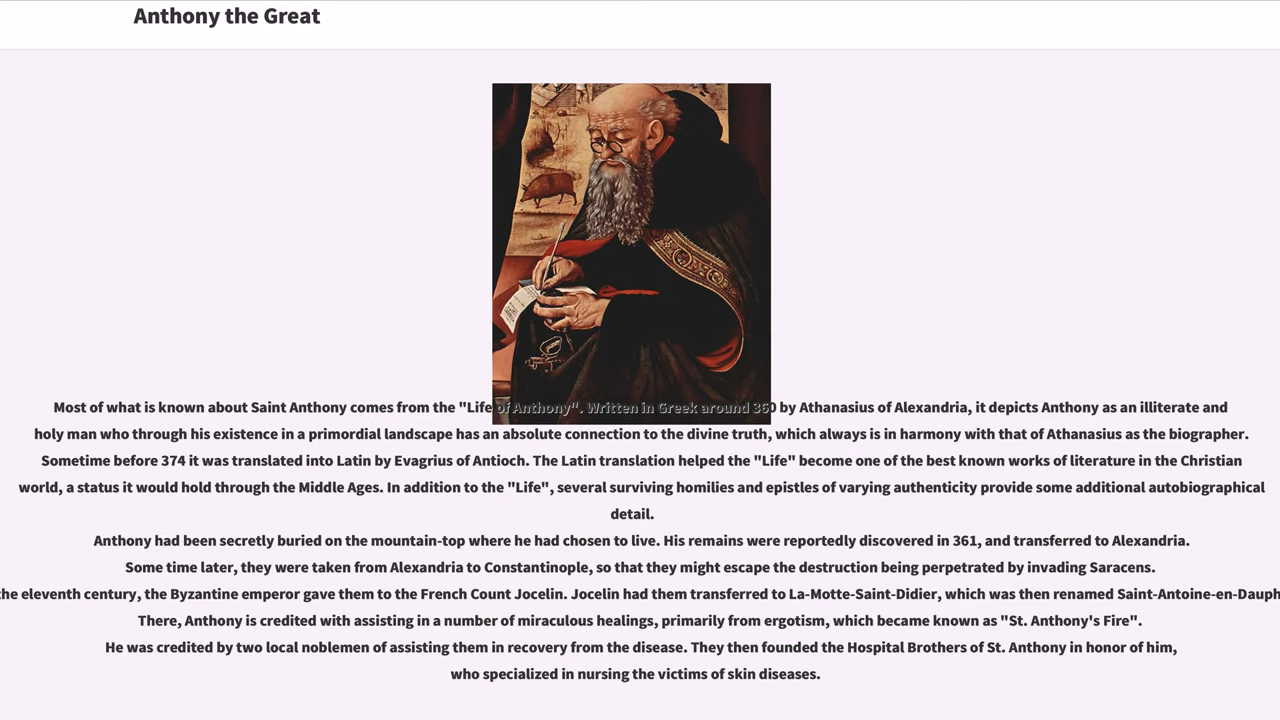 Anthony the Great
Most of what is known about Saint Anthony comes from the "Life of Anthony". Written in Greek around 360 by Athanasius of Alexandria, it depicts Anthony as an illiterate and
holy man who through his existence in a primordial landscape has an absolute connection to the divine truth, which always is in harmony with that of Athanasius as the biographer.
Sometime before 374 it was translated into Latin by Evagrius of Antioch. The Latin translation helped the "Life" become one of the best known works of literature in the Christian
world, a status it would hold through the Middle Ages. In addition to the "Life", several surviving homilies and epistles of varying authenticity provide some additional autobiographical
detail.
Anthony had been secretly buried on the mountain-top where he had chosen to live. His remains were reportedly discovered in 361, and transferred to Alexandria.
Some time later, they were taken from Alexandria to Constantinople, so that they might escape the destruction being perpetrated by invading Saracens.
the eleventh century, the Byzantine emperor gave them to the French Count Jocelin. Jocelin had them transferred to La-Motte-Saint-Didier, which was then renamed Saint-Antoine-en-Dauph
There, Anthony is credited with assisting in a number of miraculous healings, primarily from ergotism, which became known as "St. Anthony's Fire".
He was credited by two local noblemen of assisting them in recovery from the disease. They then founded the Hospital Brothers of St. Anthony in honor of him,
who specialized in nursing the victims of skin diseases.